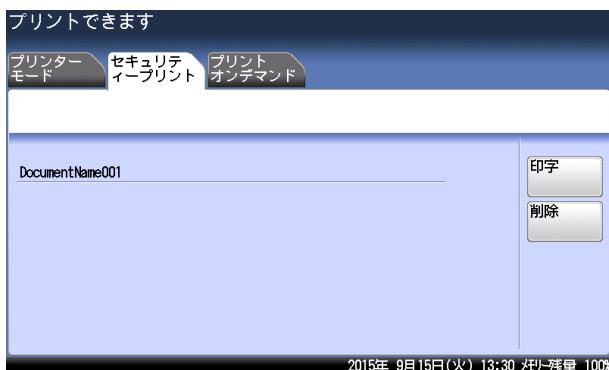 プリントできます
プリンター
モード
セキュリテ
ィープリント
プリント
オンデマンド
DocumentName001
印字
削除
2015年 9月15日(火) 13:30 メモリー残量 100%